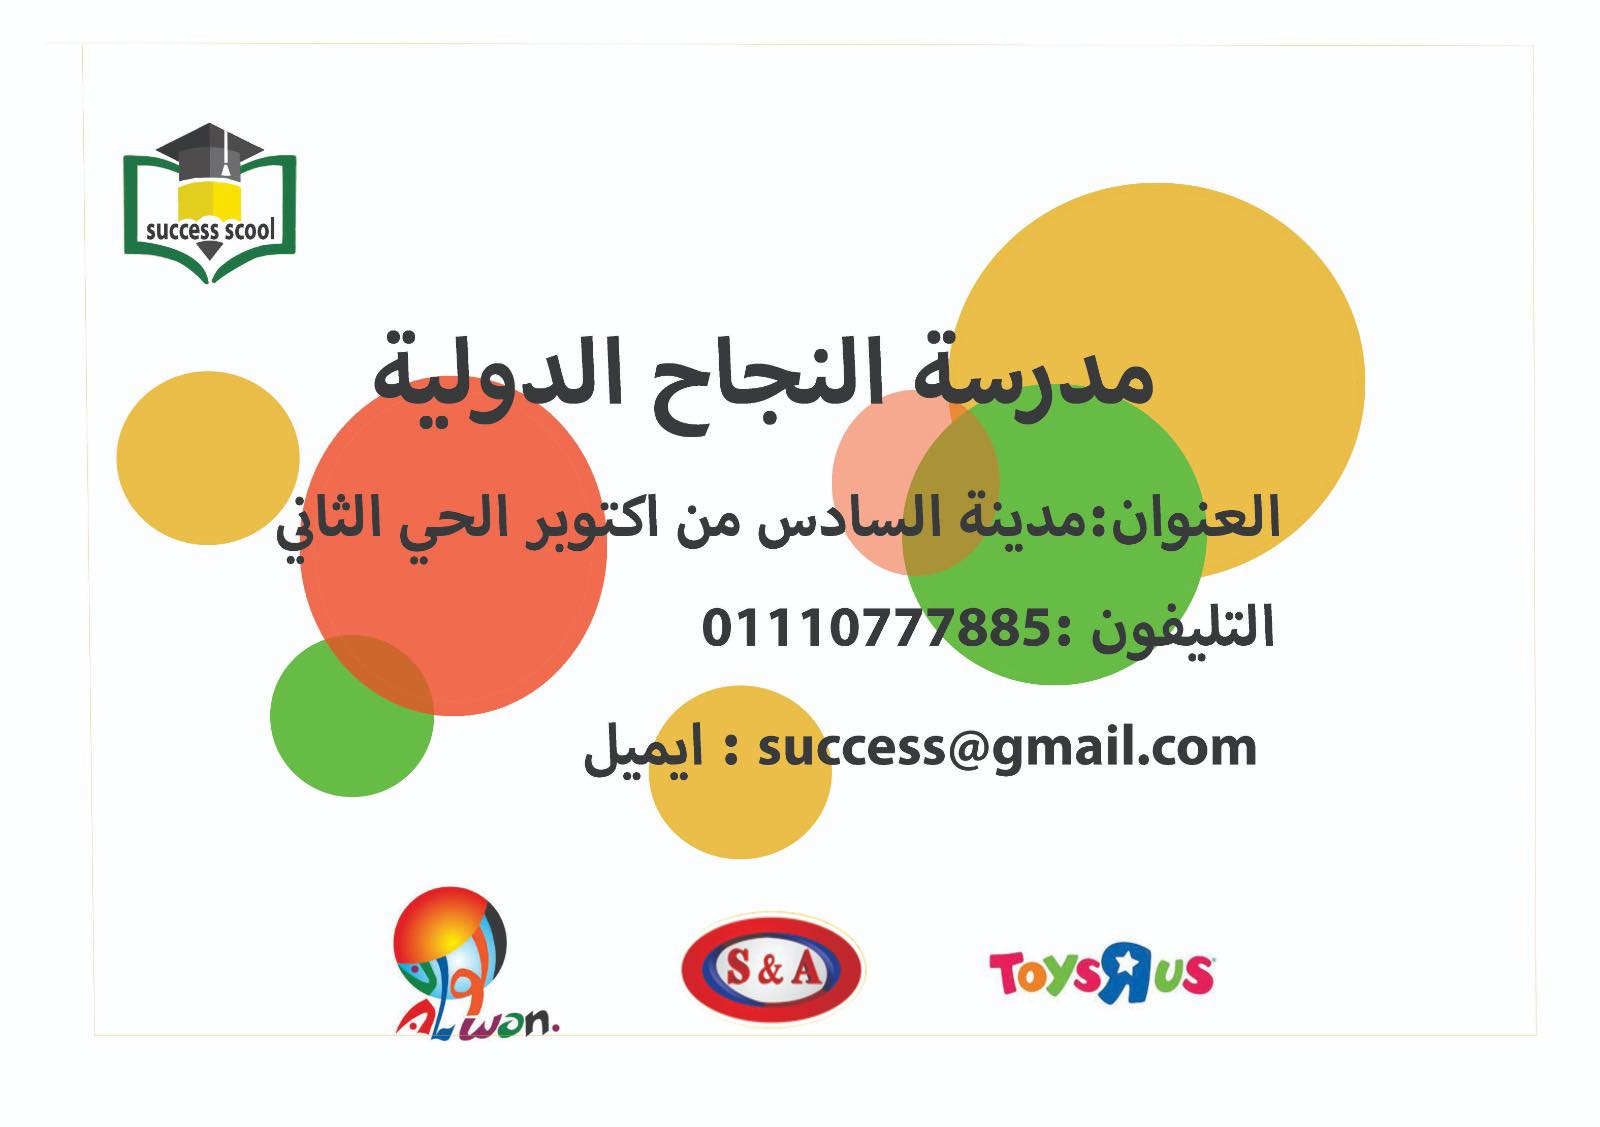 success scool
مدرسة النجاح الدولية
العنوان:مدينة السادس من اكتوبر الحي الثاني
التليفون :01110777885
success@gmail.com : ايميل
ألوان
ALwan.
S & A
TOYSRUS